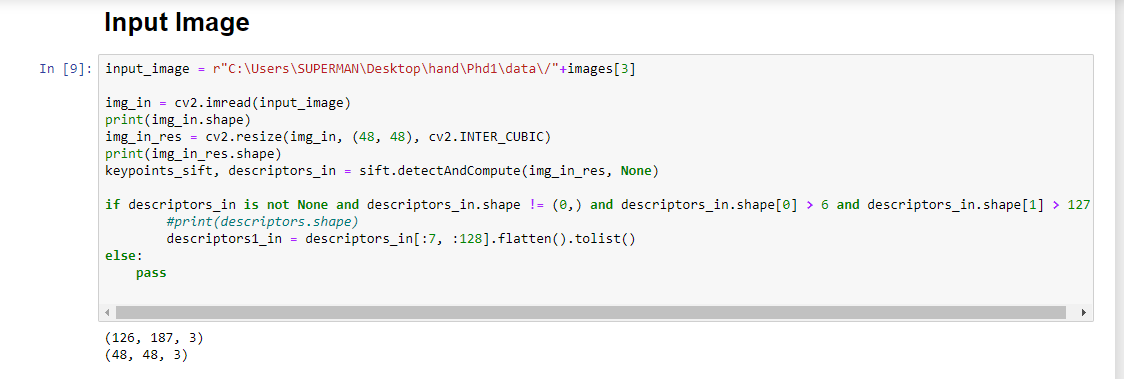 Input Image
In [9]: input_image = r"C:\Users\SUPERMAN\Desktop\hand\Phd1\data\/"+images[3]
img_in = cv2.imread(input_image)
print(img_in.shape)
img_in_res = cv2.resize(img_in, (48, 48), cv2.INTER_CUBIC)
print(img_in_res.shape)
keypoints_sift, descriptors_in = sift.detectAndCompute(img_in_res, None)
if descriptors_in is not None and descriptors_in.shape != (0,) and descriptors_in.shape[0] > 6 and descriptors_in.shape[1] > 127
#print(descriptors.shape)
descriptors1_in = descriptors_in[:7, :128].flatten().tolist()
else:
pass
(126, 187, 3)
(48, 48, 3)